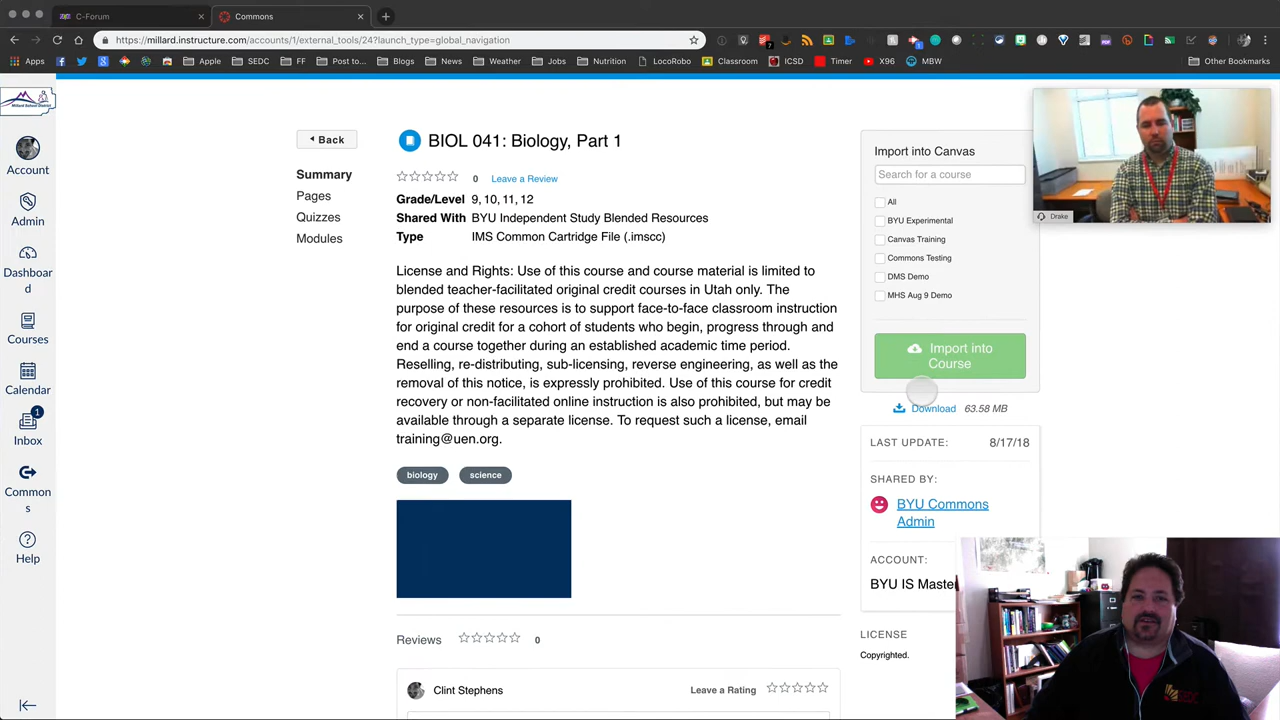 C-Forum
Commons
https://millard.instructure.com/accounts/1/external_tools/24?launch_type=global_navigation
Apps
Apple
SEDC
FF
Post to...
Blogs
News
Weather
Jobs
Nutrition
LocoRobo
Classroom
ICSD
Timer
X96
MBW
Other Bookmarks
Account
Admin
Dashboar
d
Courses
Calendar
1
Inbox
Common
s
Help
Back
Summary
Pages
Quizzes
Modules
BIOL 041: Biology, Part 1
0 Leave a Review
Grade/Level 9, 10, 11, 12
Shared With BYU Independent Study Blended Resources
Type IMS Common Cartridge File (.imscc)
License and Rights: Use of this course and course material is limited to
blended teacher-facilitated original credit courses in Utah only. The
purpose of these resources is to support face-to-face classroom instruction
for original credit for a cohort of students who begin, progress through and
end a course together during an established academic time period.
Reselling, re-distributing, sub-licensing, reverse engineering, as well as the
removal of this notice, is expressly prohibited. Use of this course for credit
recovery or non-facilitated online instruction is also prohibited, but may be
available through a separate license. To request such a license, email
training@uen.org.
biology
science
Reviews 0
Clint Stephens
Leave a Rating
Import into Canvas
Search for a course
All
BYU Experimental
Canvas Training
Commons Testing
DMS Demo
MHS Aug 9 Demo
Import into
Course
Download 63.58 MB
LAST UPDATE: 8/17/18
SHARED BY:
BYU Commons
Admin
ACCOUNT:
BYU IS Master
LICENSE
Copyrighted.
Drake